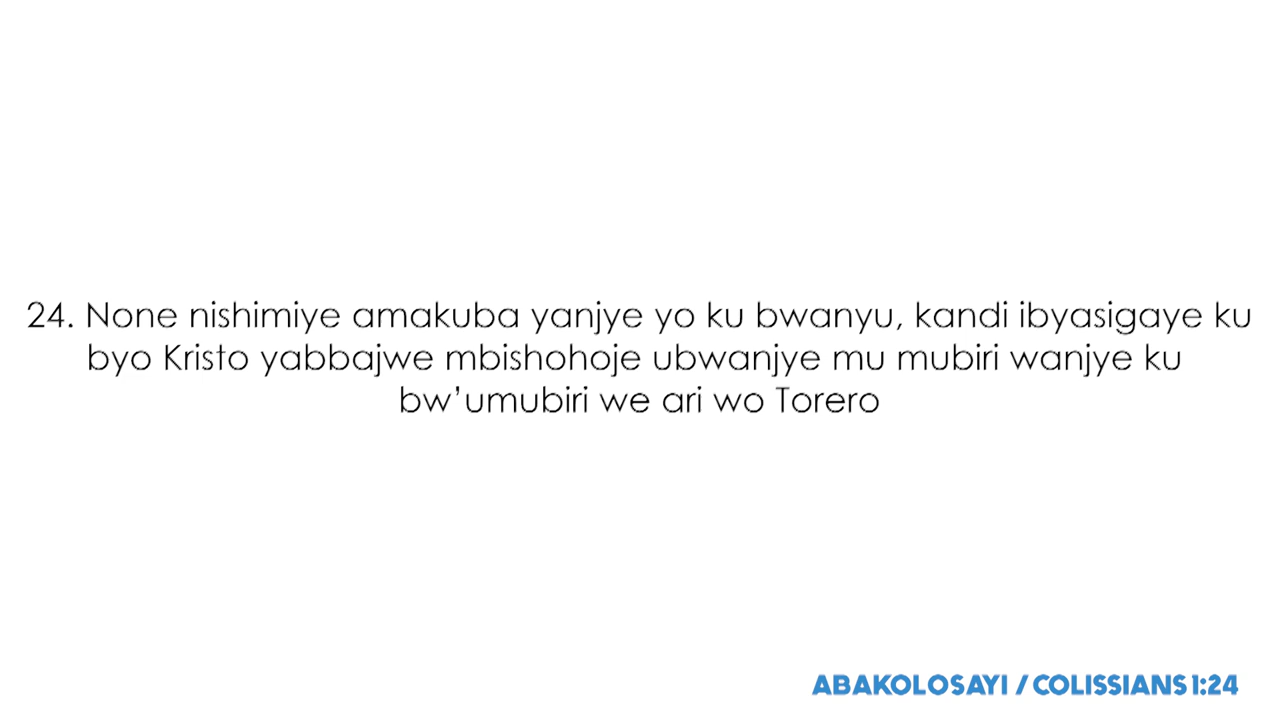 24. None nishimiye amakuba yanjye yo ku bwanyu, kandi ibyasigaye ku
byo Kristo yabbajwe mbishohoje ubwanjye mu mubiri wanjye ku
bw’umubiri we ari wo Torero
ABAKOLOSAYI / COLISSIANS 1:24